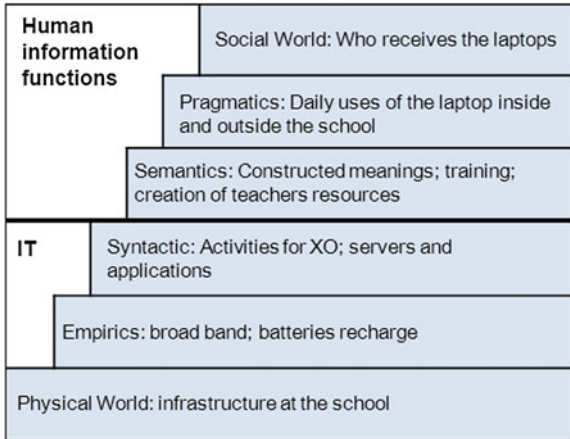 Human
information
functions
Social World: Who receives the laptops
Pragmatics: Daily uses of the laptop inside
and outside the school
Semantics: Constructed meanings; training;
creation of teachers resources
IT
Syntactic: Activities for XO; servers and
applications
Empirics: broad band; batteries recharge
Physical World: infrastructure at the school